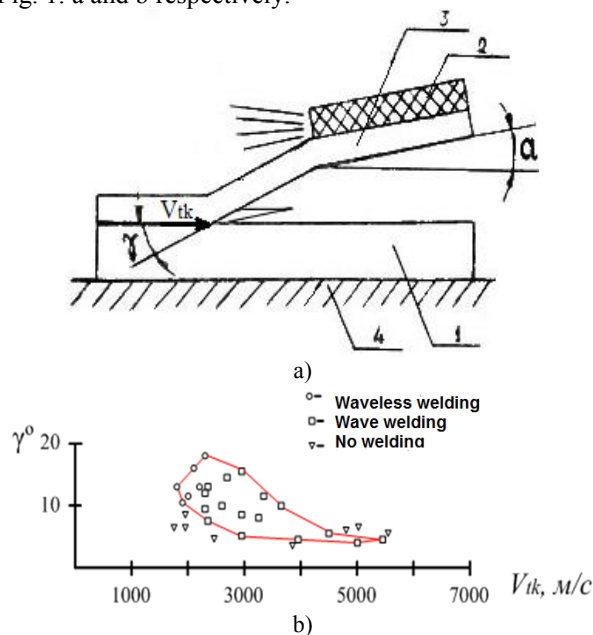 Fig. 1. a and b respectively.
3
2
α
V_tk
γ
4
1
a)
Waveless welding
γ° Wave welding
20 No welding
10
1000 3000 5000 7000 V_tk, м/с
b)